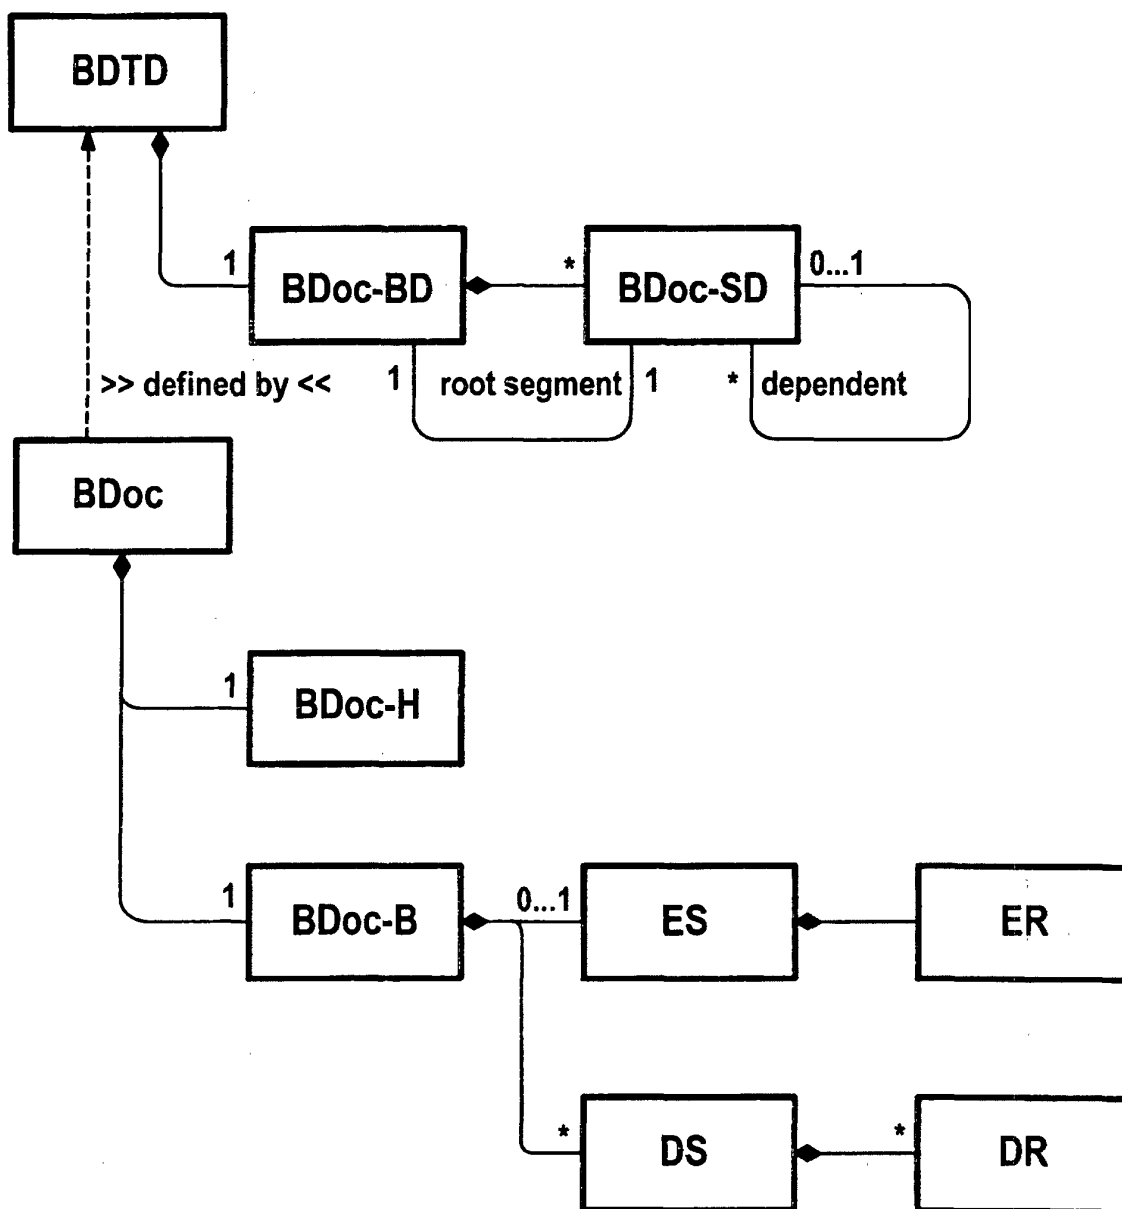 BDTD
1
BDoc-BD
*
BDoc-SD
0...1
>> defined by <<
1
root segment
1
*
dependent
BDoc
1
BDoc-H
1
BDoc-B
0...1
ES
ER
*
DS
*
DR